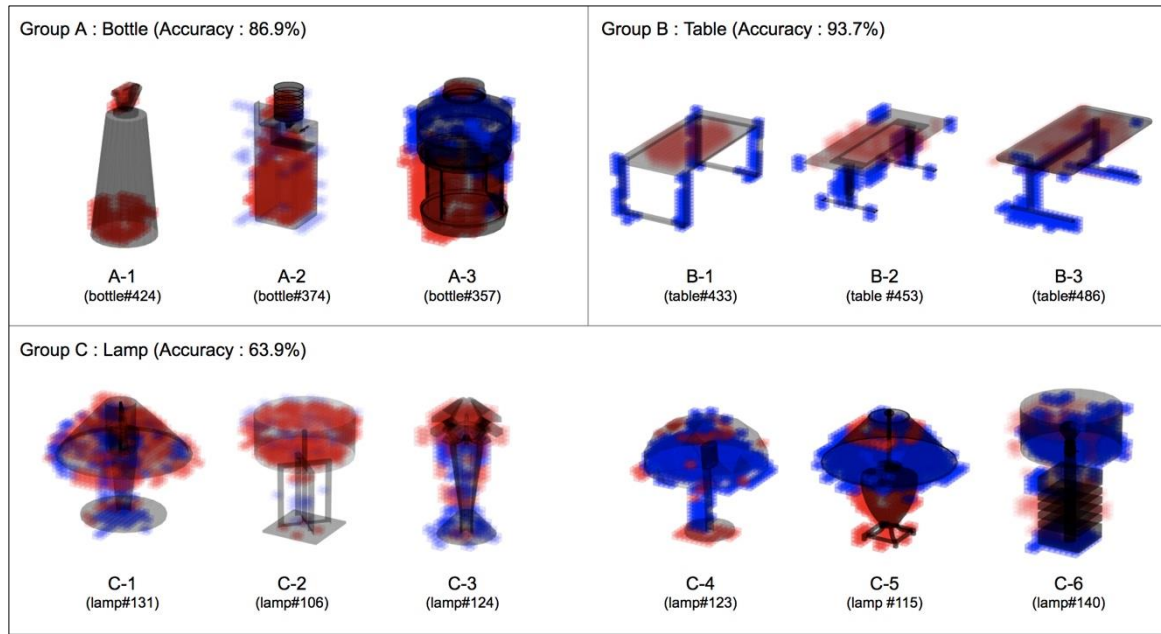 Group A : Bottle (Accuracy : 86.9%)
A-1
(bottle#424)
A-2
(bottle#374)
A-3
(bottle#357)
Group B : Table (Accuracy : 93.7%)
B-1
(table#433)
B-2
(table #453)
B-3
(table#486)
Group C : Lamp (Accuracy : 63.9%)
C-1
(lamp#131)
C-2
(lamp#106)
C-3
(lamp#124)
C-4
(lamp#123)
C-5
(lamp #115)
C-6
(lamp#140)